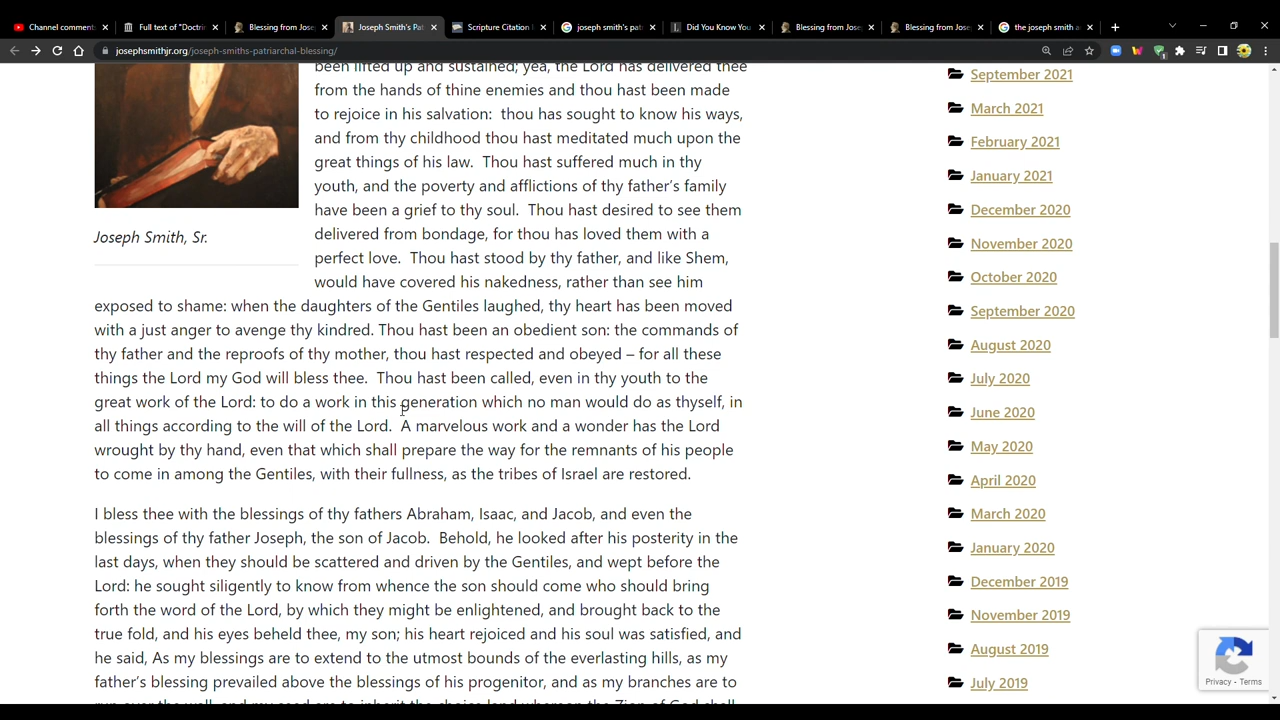 Channel comment:
Full text of "Doctri
Blessing from Jose
Joseph Smith's Pat
Scripture Citation I
joseph smith's pat
Did You Know You
Blessing from Jose
Blessing from Jose
the joseph smith a
josephsmithjr.org/joseph-smiths-patriarchal-blessing/
been lifted up and sustained; yea, the Lord has delivered thee
from the hands of thine enemies and thou hast been made
to rejoice in his salvation: thou has sought to know his ways,
and from thy childhood thou hast meditated much upon the
great things of his law. Thou hast suffered much in thy
youth, and the poverty and afflictions of thy father's family
have been a grief to thy soul. Thou hast desired to see them
delivered from bondage, for thou has loved them with a
perfect love. Thou hast stood by thy father, and like Shem,
would have covered his nakedness, rather than see him
exposed to shame: when the daughters of the Gentiles laughed, thy heart has been moved
with a just anger to avenge thy kindred. Thou hast been an obedient son: the commands of
thy father and the reproofs of thy mother, thou hast respected and obeyed – for all these
things the Lord my God will bless thee. Thou hast been called, even in thy youth to the
great work of the Lord: to do a work in this generation which no man would do as thyself, in
all things according to the will of the Lord. A marvelous work and a wonder has the Lord
wrought by thy hand, even that which shall prepare the way for the remnants of his people
to come in among the Gentiles, with their fullness, as the tribes of Israel are restored.
Joseph Smith, Sr.
I bless thee with the blessings of thy fathers Abraham, Isaac, and Jacob, and even the
blessings of thy father Joseph, the son of Jacob. Behold, he looked after his posterity in the
last days, when they should be scattered and driven by the Gentiles, and wept before the
Lord: he sought siligently to know from whence the son should come who should bring
forth the word of the Lord, by which they might be enlightened, and brought back to the
true fold, and his eyes beheld thee, my son; his heart rejoiced and his soul was satisfied, and
he said, As my blessings are to extend to the utmost bounds of the everlasting hills, as my
father's blessing prevailed above the blessings of his progenitor, and as my branches are to
run over the wall, and my seed are to inherit the choice land whereon the Zion of God shall
September 2021
March 2021
February 2021
January 2021
December 2020
November 2020
October 2020
September 2020
August 2020
July 2020
June 2020
May 2020
April 2020
March 2020
January 2020
December 2019
November 2019
August 2019
July 2019
Privacy - Terms